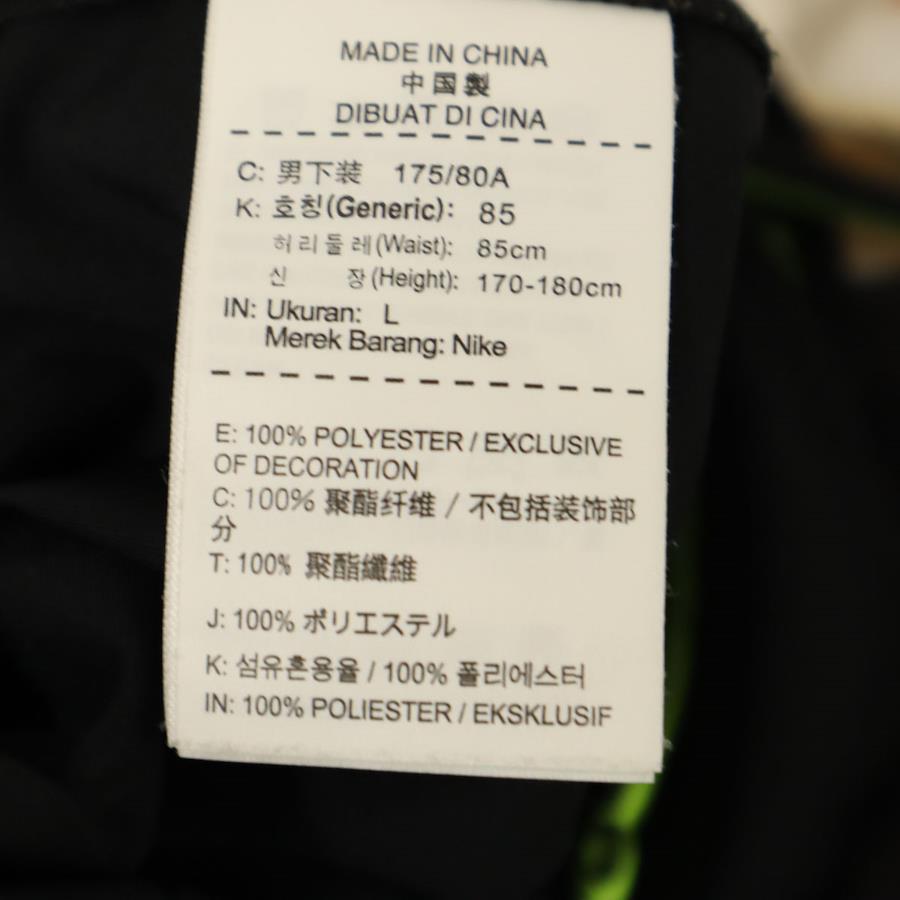 MADE IN CHINA
中国製
DIBUAT DI CINA
C: 男下装 175/80A
K: 호칭(Generic): 85
허리둘레(Waist): 85cm
신 장(Height): 170-180cm
IN: Ukuran: L
Merek Barang: Nike
E: 100% POLYESTER / EXCLUSIVE
OF DECORATION
C: 100% 聚酯纤维 / 不包括装饰部
分
T: 100% 聚酯纖維
J: 100% ポリエステル
K: 섬유혼용율 / 100% 폴리에스터
IN: 100% POLIESTER / EKSKLUSIF